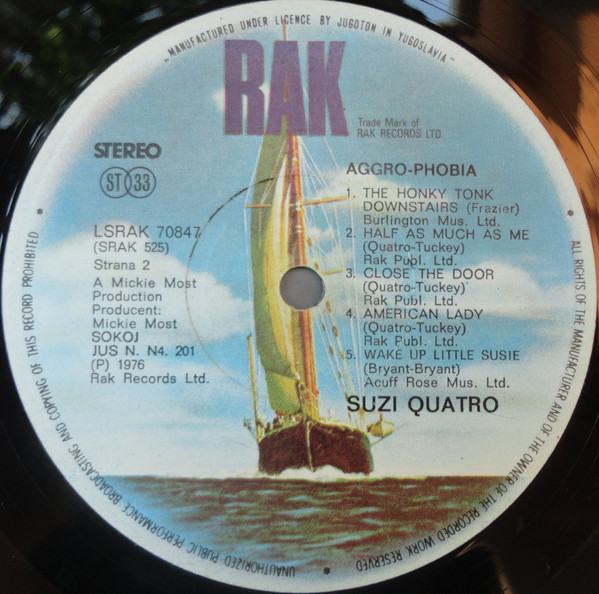 MANUFACTURED UNDER LICENCE BY JUGOTON IN YUGOSLAVIA
RAK
Trade Mark of
RAK RECORDS LTD.
STEREO
ST 33
LSRAK 70847
(SRAK 525)
Strana 2
A Mickie Most
Production
Producent:
Mickie Most
SOKOJ
JUS N. N4. 201
(P) 1976
Rak Records Ltd.
AGGRO-PHOBIA
1. THE HONKY TONK
DOWNSTAIRS (Frazier)
Burlington Mus. Ltd.
2. HALF AS MUCH AS ME
(Quatro-Tuckey)
Rak Publ. Ltd.
3. CLOSE THE DOOR
(Quatro-Tuckey)
Rak Publ. Ltd.
4. AMERICAN LADY
(Quatro-Tuckey)
Rak Publ. Ltd.
5. WAKE UP LITTLE SUSIE
(Bryant-Bryant)
Acuff Rose Mus. Ltd.
SUZI QUATRO
ALL RIGHTS OF THE MANUFACTURER AND OF THE OWNER OF THE RECORDED WORK RESERVED
UNAUTHORIZED PUBLIC PERFORMANCE BROADCASTING AND COPYING OF THIS RECORD PROHIBITED